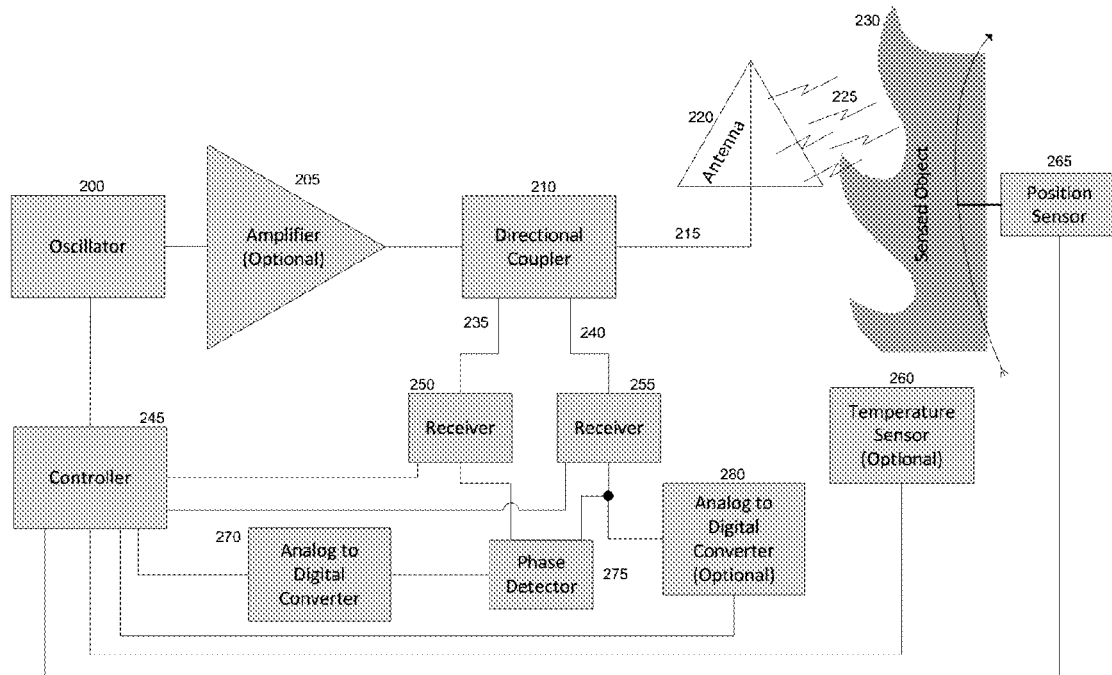 230
225
220
Antenna
Sensed Object
265
Position
Sensor
200
Oscillator
205
Amplifier
(Optional)
210
Directional
Coupler
215
235
240
250
Receiver
255
Receiver
260
Temperature
Sensor
(Optional)
245
Controller
270
Analog to
Digital
Converter
Phase
Detector
275
280
Analog to
Digital
Converter
(Optional)